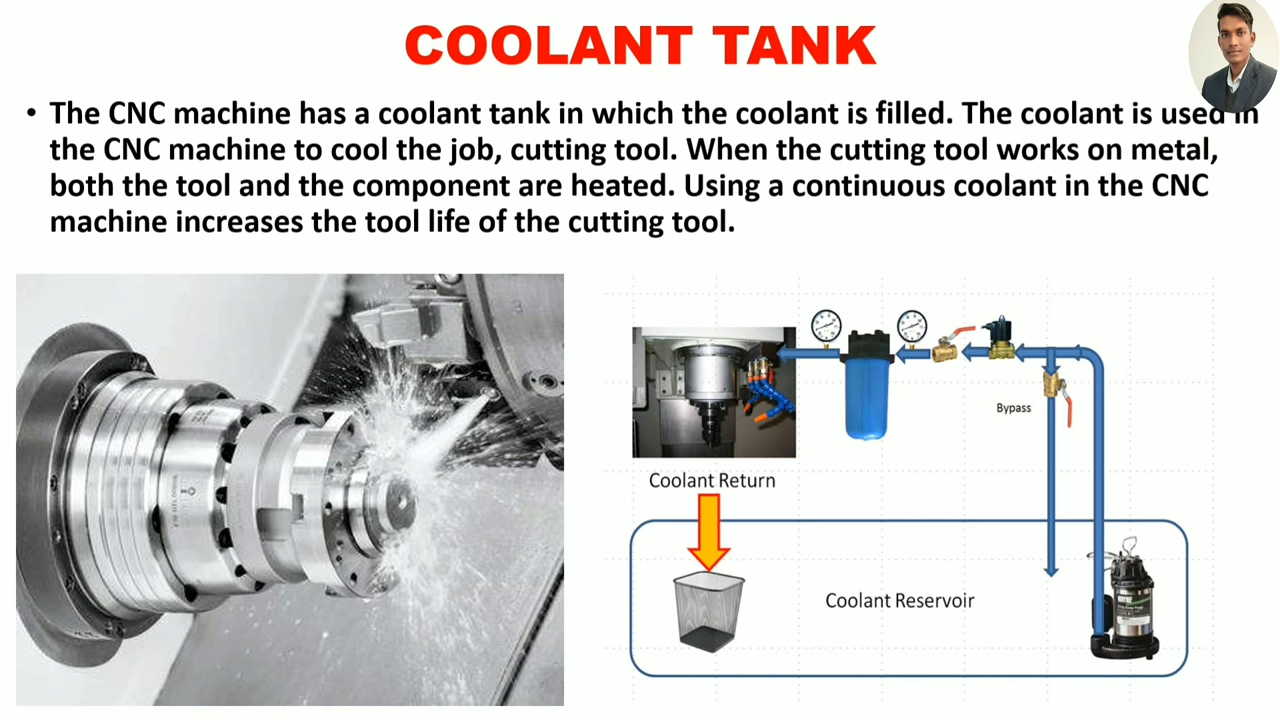 COOLANT TANK
• The CNC machine has a coolant tank in which the coolant is filled. The coolant is used in
the CNC machine to cool the job, cutting tool. When the cutting tool works on metal,
both the tool and the component are heated. Using a continuous coolant in the CNC
machine increases the tool life of the cutting tool.
Bypass
Coolant Return
Coolant Reservoir
WAYNE